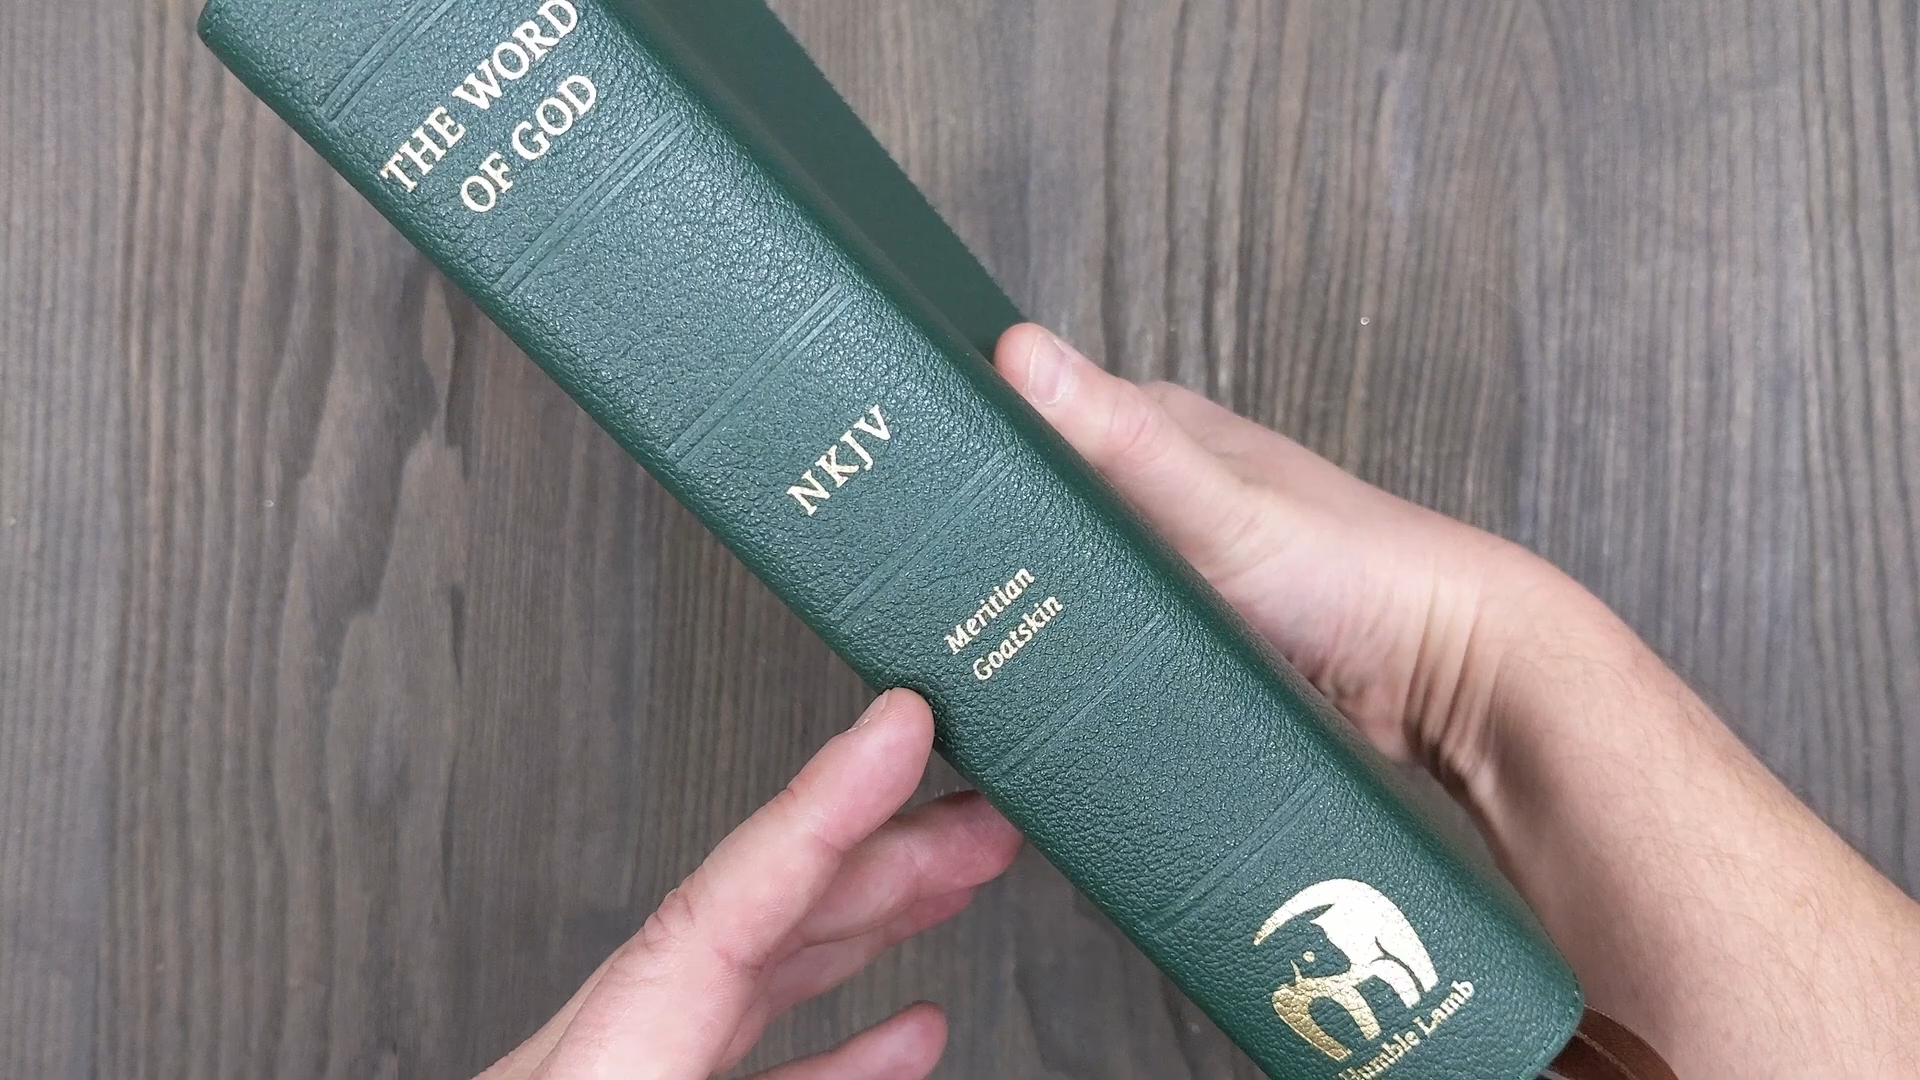 THE WORD
OF GOD
NKJV
Meritian
Goatskin
Humble Lamb